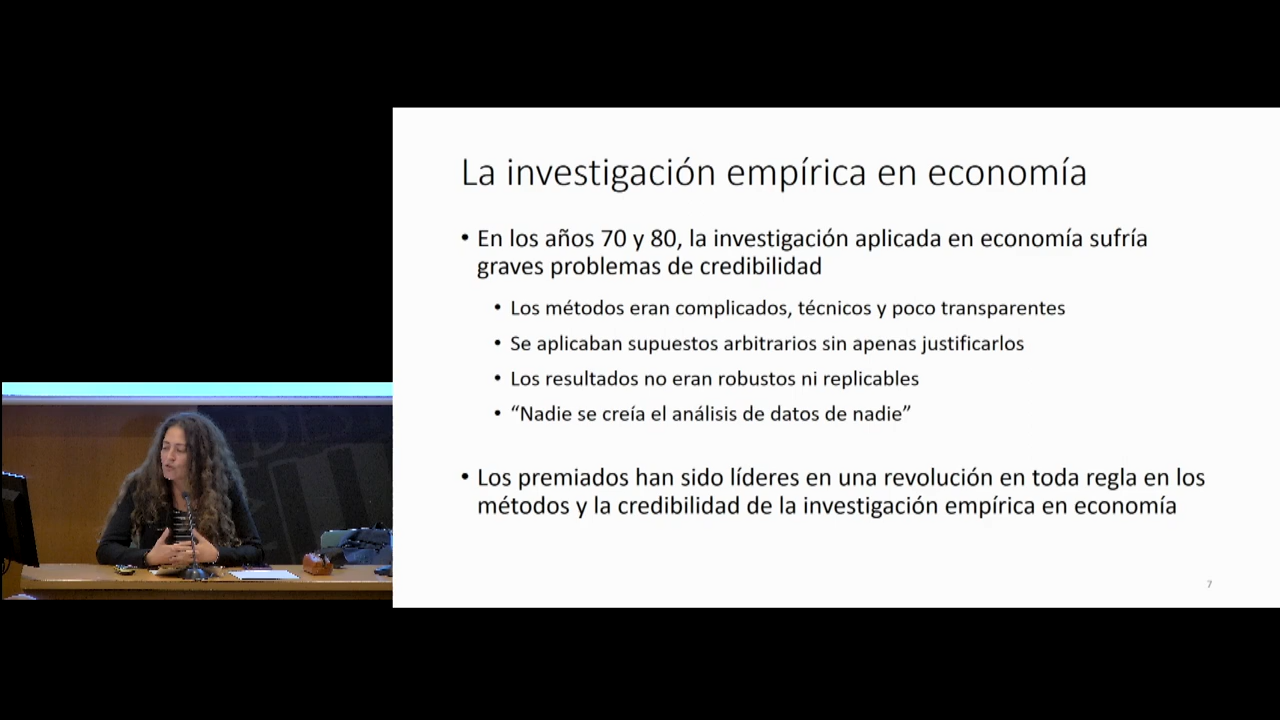 La investigación empírica en economía
• En los años 70 y 80, la investigación aplicada en economía sufría
graves problemas de credibilidad
• Los métodos eran complicados, técnicos y poco transparentes
• Se aplicaban supuestos arbitrarios sin apenas justificarlos
• Los resultados no eran robustos ni replicables
• “Nadie se creía el análisis de datos de nadie”
• Los premiados han sido líderes en una revolución en toda regla en los
métodos y la credibilidad de la investigación empírica en economía
7